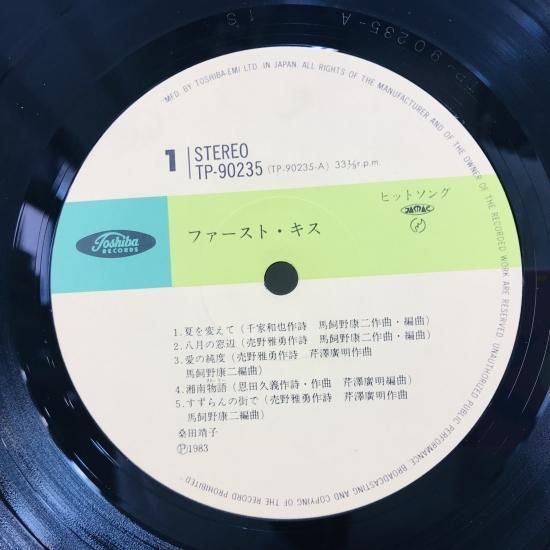 TP-90235-A
1S
MFD. BY TOSHIBA-EMI LTD. IN JAPAN. ALL RIGHTS OF THE MANUFACTURER AND OF THE OWNER OF THE RECORDED WORK ARE RESERVED. UNAUTHORIZED PUBLIC PERFORMANCE, BROADCASTING AND COPYING OF THE RECORD PROHIBITED
1
STEREO
TP-90235 (TP-90235-A) 33⅓r.p.m.
ヒットソング
JASRAC
Toshiba
RECORDS
ファースト・キス
1.夏を変えて(千家和也作詩 馬飼野康二作曲・編曲)
2.八月の窓辺(売野雅勇作詩 馬飼野康二作曲・編曲)
3.愛の純度(売野雅勇作詩 芹澤廣明作曲
馬飼野康二編曲)
4.湘南物語(恩田久義作詩・作曲 芹澤廣明編曲)
5.すずらんの街で(売野雅勇作詩 芹澤廣明作曲
馬飼野康二編曲)
桑田靖子
Ⓟ1983